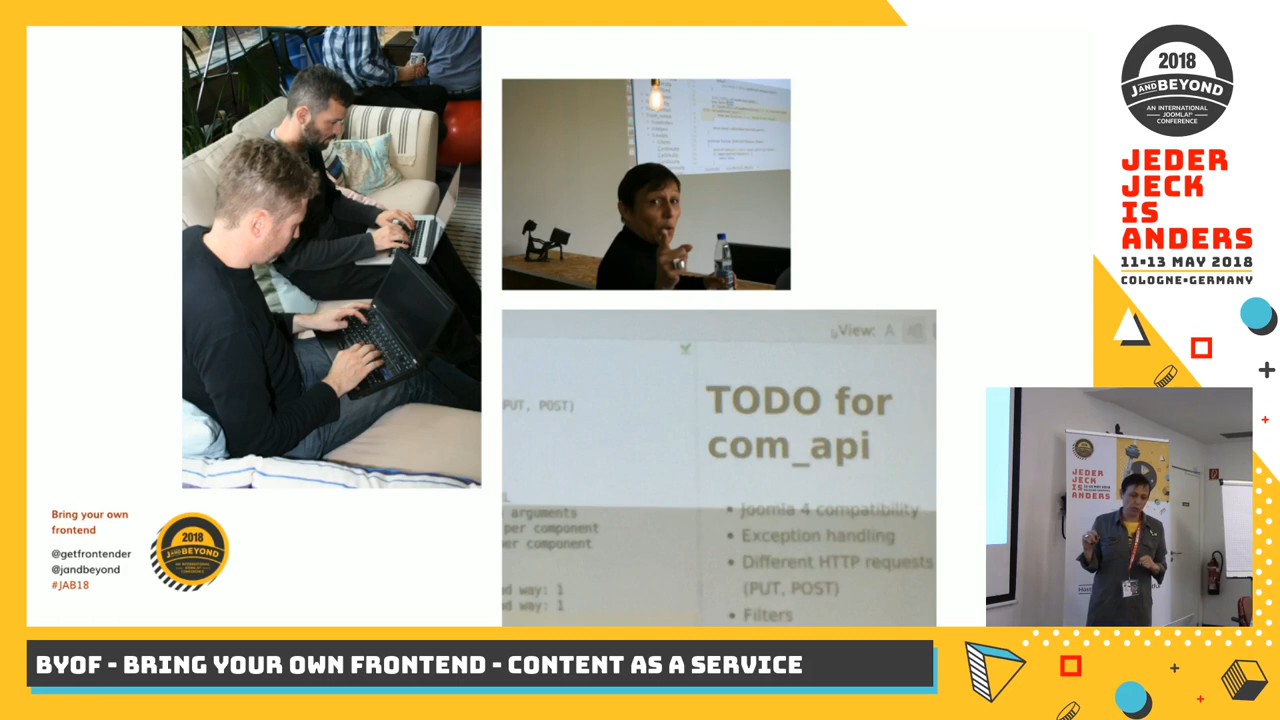 View: A
PUT, POST)
TODO for
com_api
arguments
per component
er component
d way: 1
d way: 1
• Joomla 4 compatibility
• Exception handling
• Different HTTP requests
(PUT, POST)
• Filters
Bring your own
frontend
@getfrontender
@jandbeyond
#JAB18
2018
JANDBEYOND
2018
JANDBEYOND
AN INTERNATIONAL
JOOMLA!®
CONFERENCE
JEDER
JECK
IS
ANDERS
11•13 MAY 2018
COLOGNE•GERMANY
JEDER
JECK
IS
ANDERS
BYOF - BRING YOUR OWN FRONTEND - CONTENT AS A SERVICE